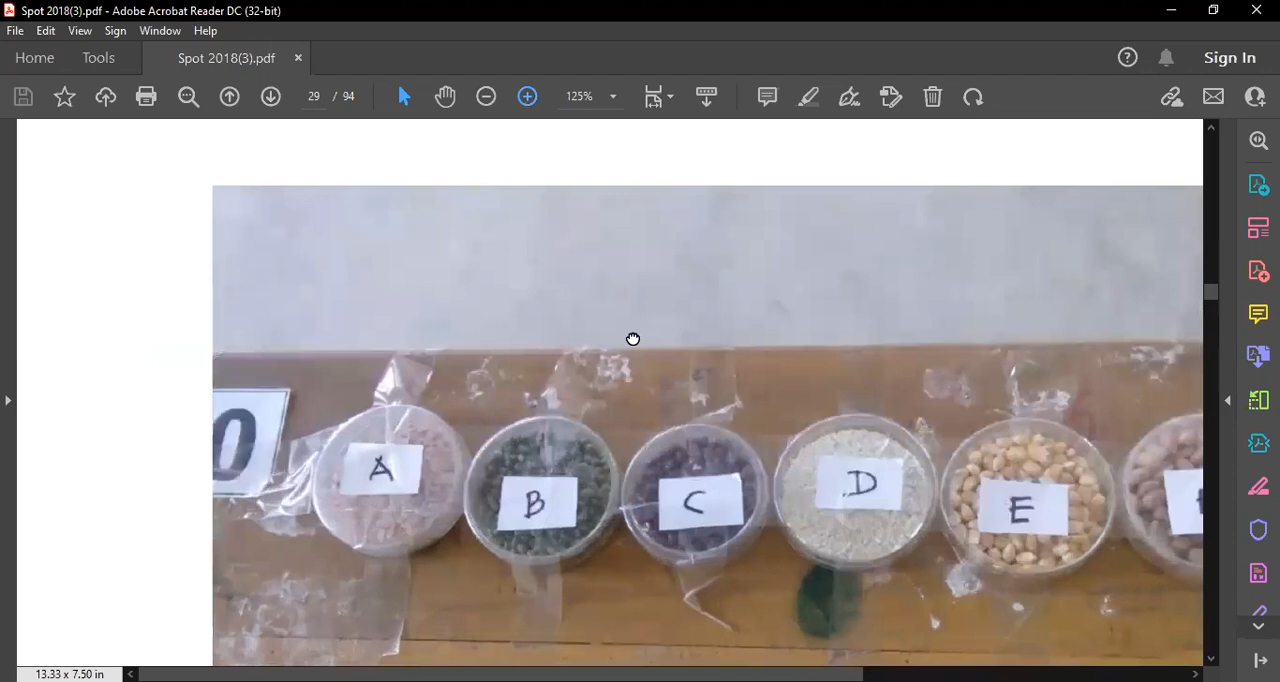 Spot 2018(3).pdf - Adobe Acrobat Reader DC (32-bit)
File Edit View Sign Window Help
Home Tools Spot 2018(3).pdf Sign In
29 / 94 125%
0
A B C D E
13.33 x 7.50 in